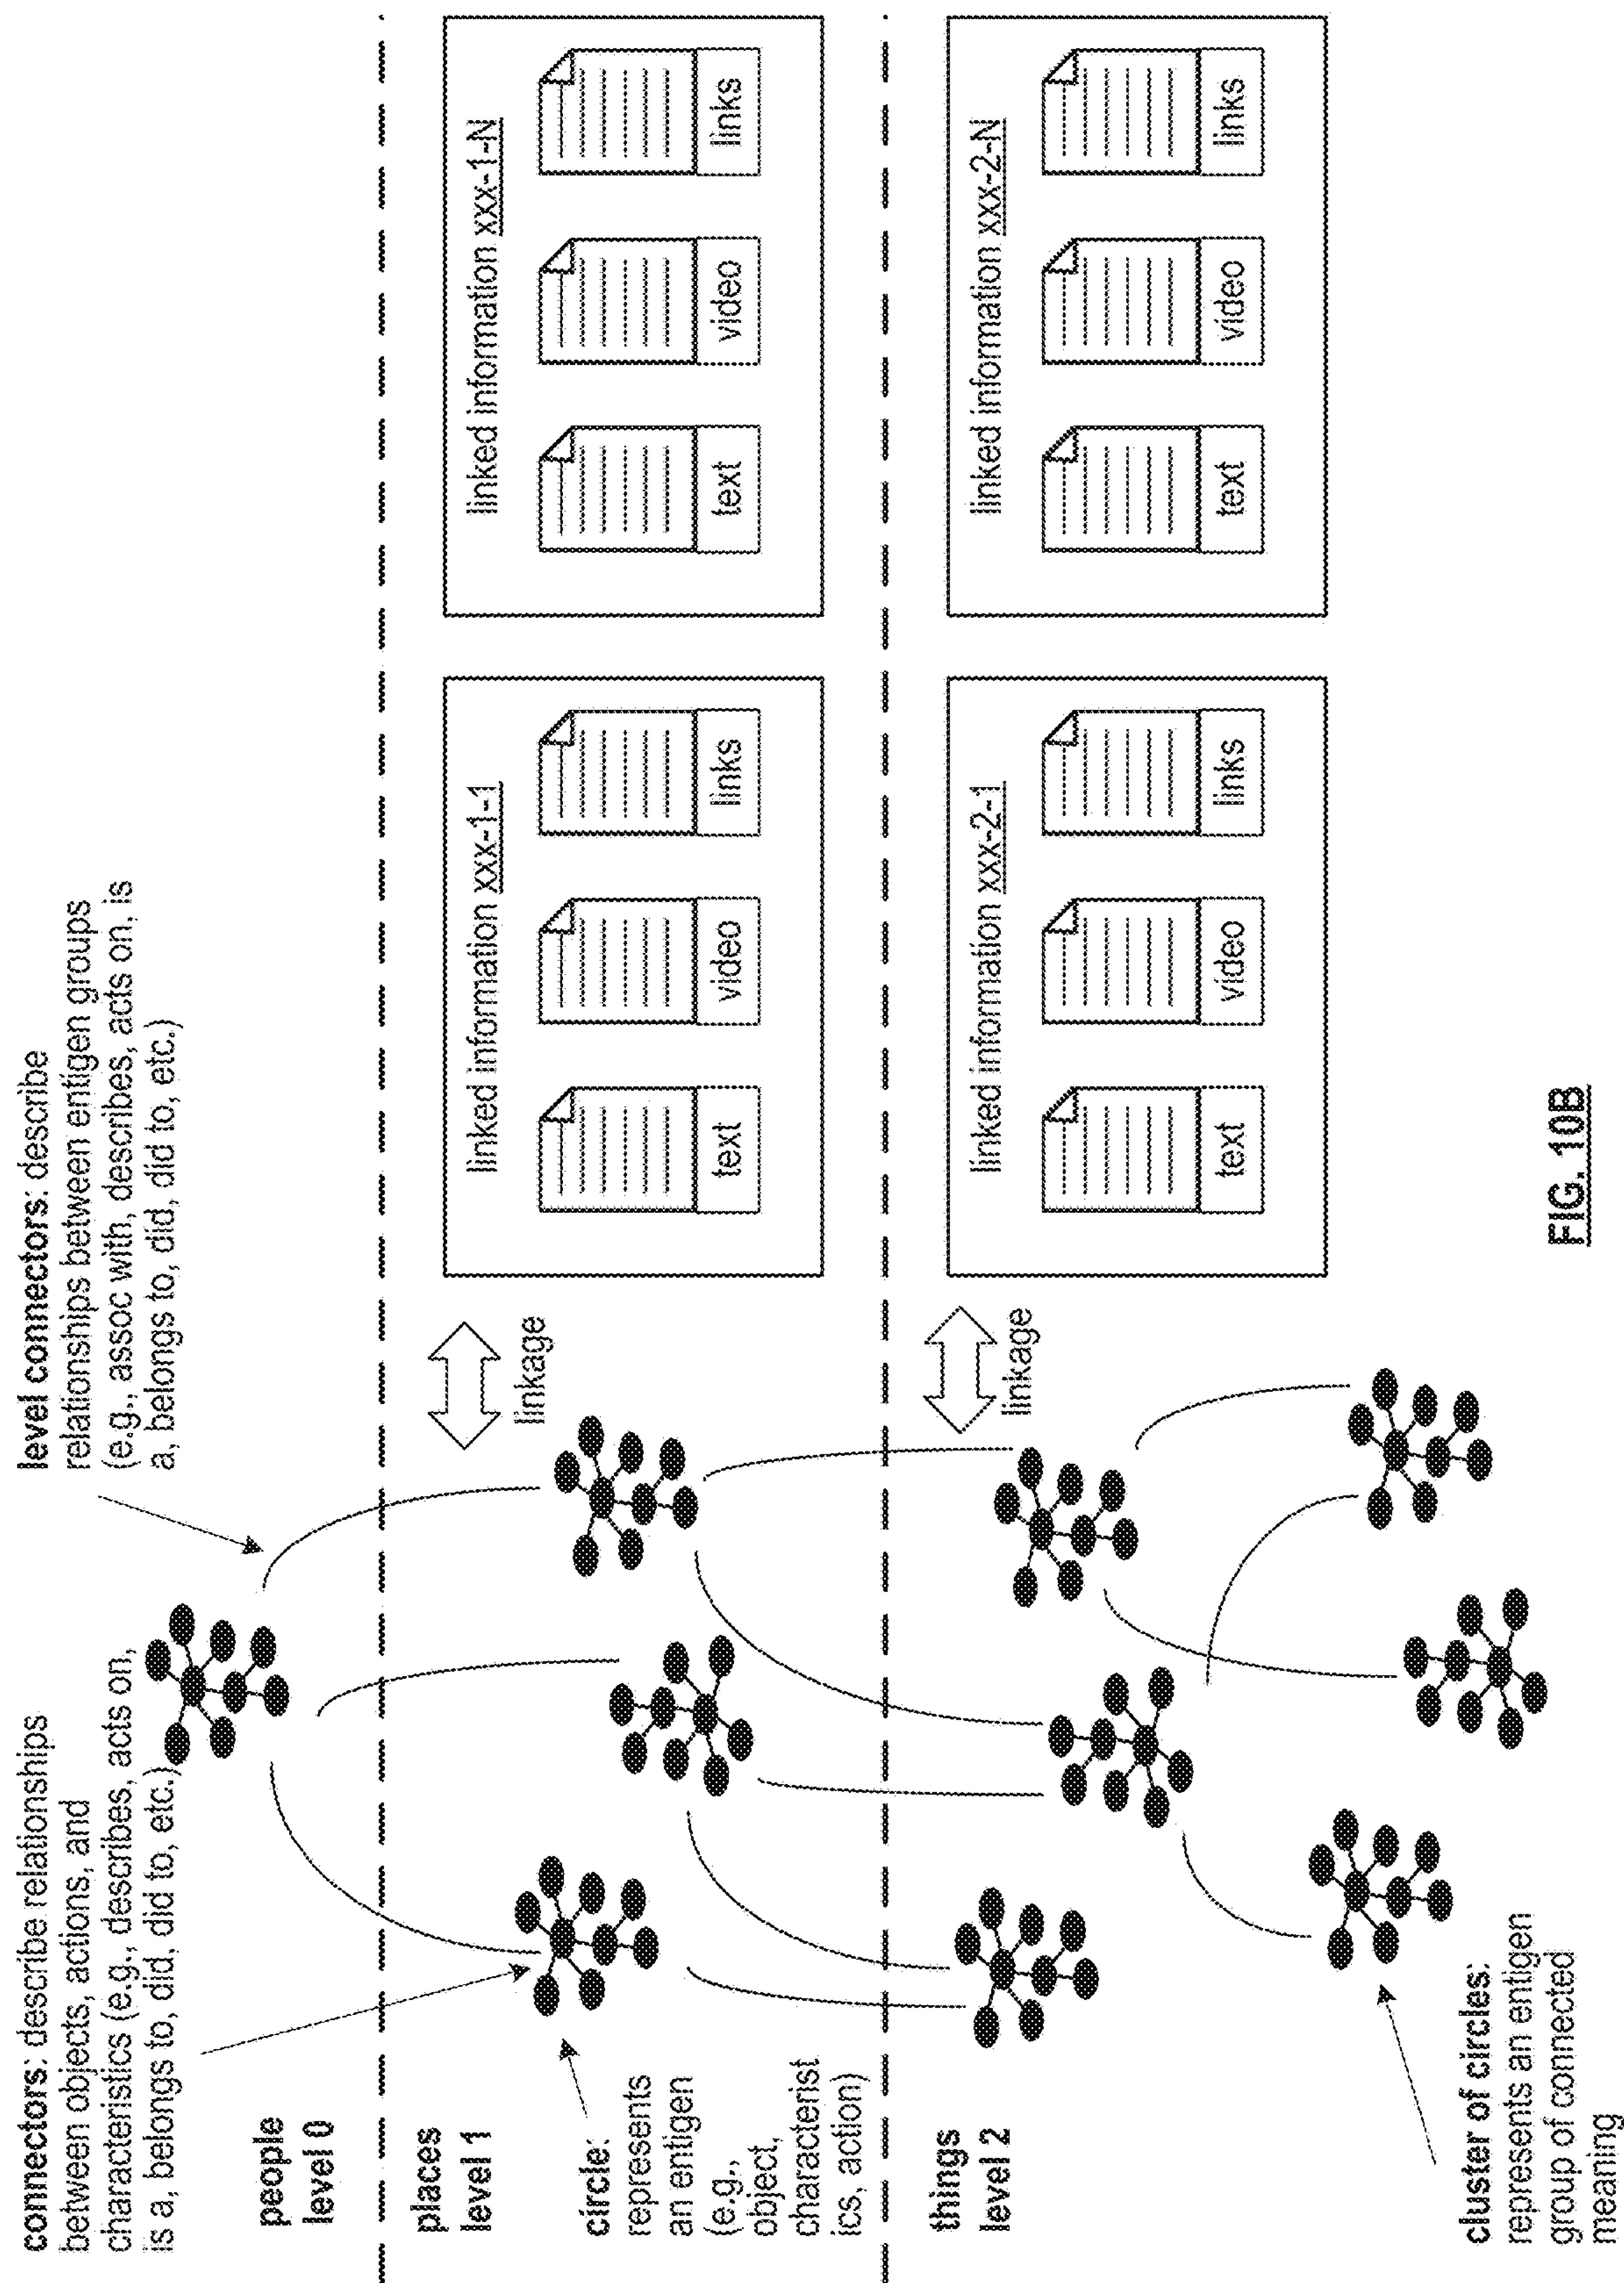 connectors: describe relationships
between objects, actions, and
characteristics (e.g., describes, acts on,
is a, belongs to, did, did to, etc.)
level connectors: describe
relationships between entigen groups
(e.g., assoc with, describes, acts on, is
a, belongs to, did, did to, etc.)
people
level 0
places
level 1
circle:
represents
an entigen
(e.g.,
object,
characterist
ics, action)
linkage
linked information xxx-1-1
text
video
links
linked information xxx-1-N
text
video
links
things
level 2
linkage
linked information xxx-2-1
text
video
links
linked information xxx-2-N
text
video
links
cluster of circles:
represents an entigen
group of connected
meaning
FIG. 10B